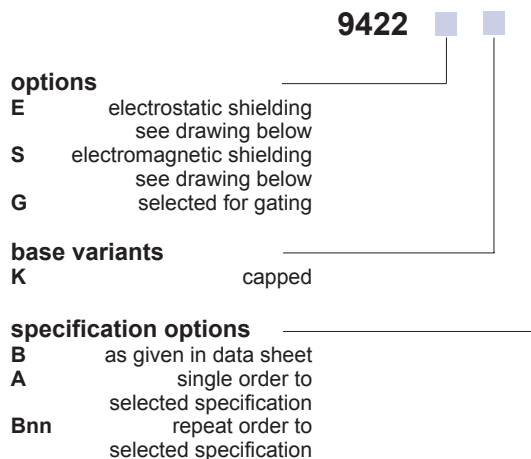 9422
options
E electrostatic shielding
see drawing below
S electromagnetic shielding
see drawing below
G selected for gating
base variants
K capped
specification options
B as given in data sheet
A single order to
selected specification
Bnn repeat order to
selected specification